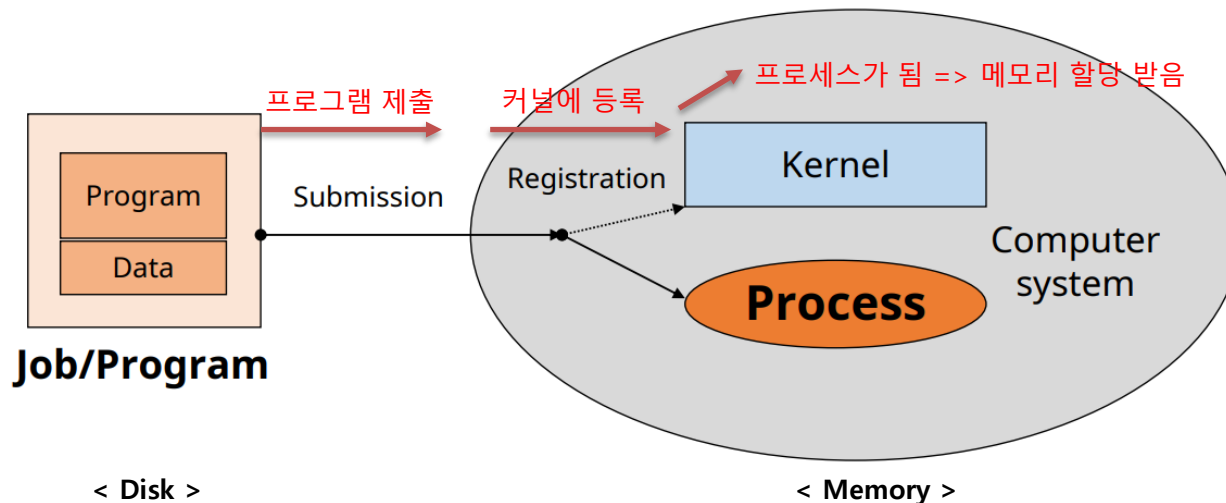 프로세스가 됨 => 메모리 할당 받음
프로그램 제출
커널에 등록
Program
Data
Submission
Registration
Kernel
Computer
system
Process
Job/Program
< Disk >
< Memory >